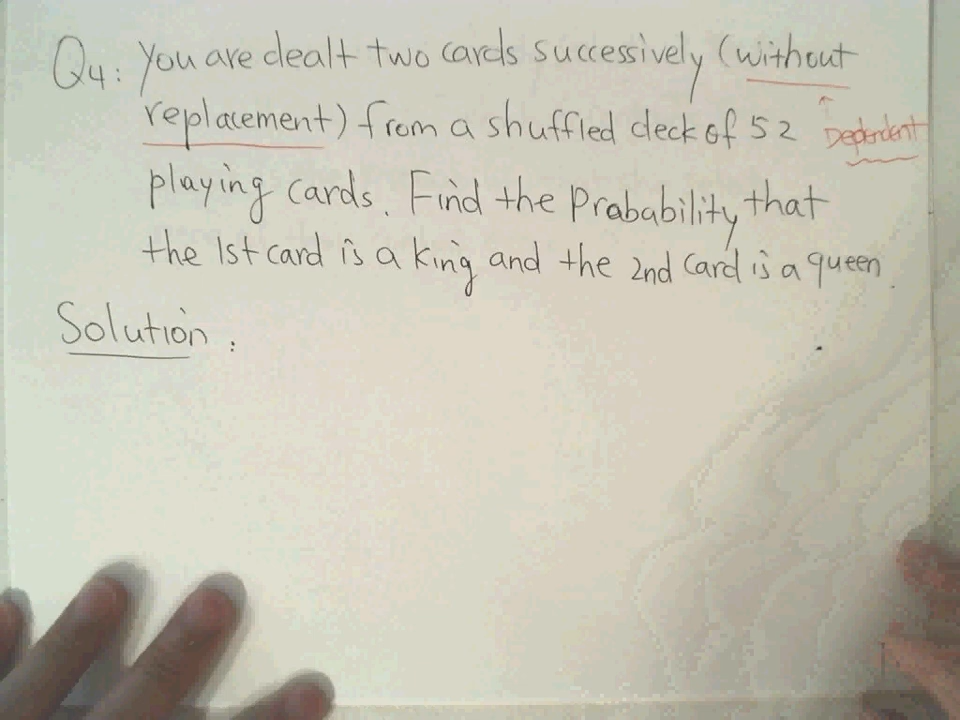 Q4: You are dealt two cards successively (without
replacement) from a shuffled deck of 52 Dependent
playing cards. Find the Probability that
the 1st card is a king and the 2nd Card is a queen.
Solution: